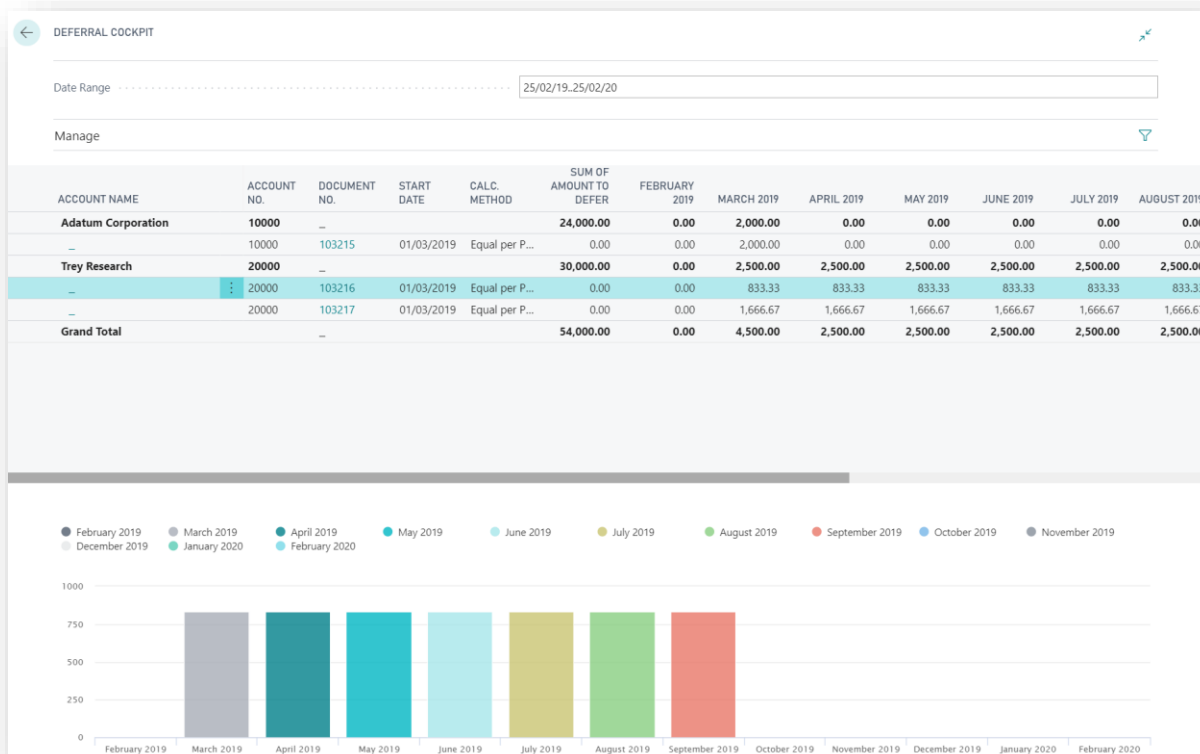 DEFERRAL COCKPIT
Date Range 25/02/19..25/02/20
Manage
ACCOUNT NAME ACCOUNT NO. DOCUMENT NO. START DATE CALC. METHOD SUM OF AMOUNT TO DEFER FEBRUARY 2019 MARCH 2019 APRIL 2019 MAY 2019 JUNE 2019 JULY 2019 AUGUST 2019
Adatum Corporation 10000 _ 24,000.00 0.00 2,000.00 0.00 0.00 0.00 0.00 0.00
_ 10000 103215 01/03/2019 Equal per P... 0.00 0.00 2,000.00 0.00 0.00 0.00 0.00 0.00
Trey Research 20000 _ 30,000.00 0.00 2,500.00 2,500.00 2,500.00 2,500.00 2,500.00 2,500.00
_ 20000 103216 01/03/2019 Equal per P... 0.00 0.00 833.33 833.33 833.33 833.33 833.33 833.3
_ 20000 103217 01/03/2019 Equal per P... 0.00 0.00 1,666.67 1,666.67 1,666.67 1,666.67 1,666.67 1,666.67
Grand Total _ 54,000.00 0.00 4,500.00 2,500.00 2,500.00 2,500.00 2,500.00 2,500.00
February 2019 March 2019 April 2019 May 2019 June 2019 July 2019 August 2019 September 2019 October 2019 November 2019
December 2019 January 2020 February 2020
1000
750
500
250
0
February 2019 March 2019 April 2019 May 2019 June 2019 July 2019 August 2019 September 2019 October 2019 November 2019 December 2019 January 2020 February 2020